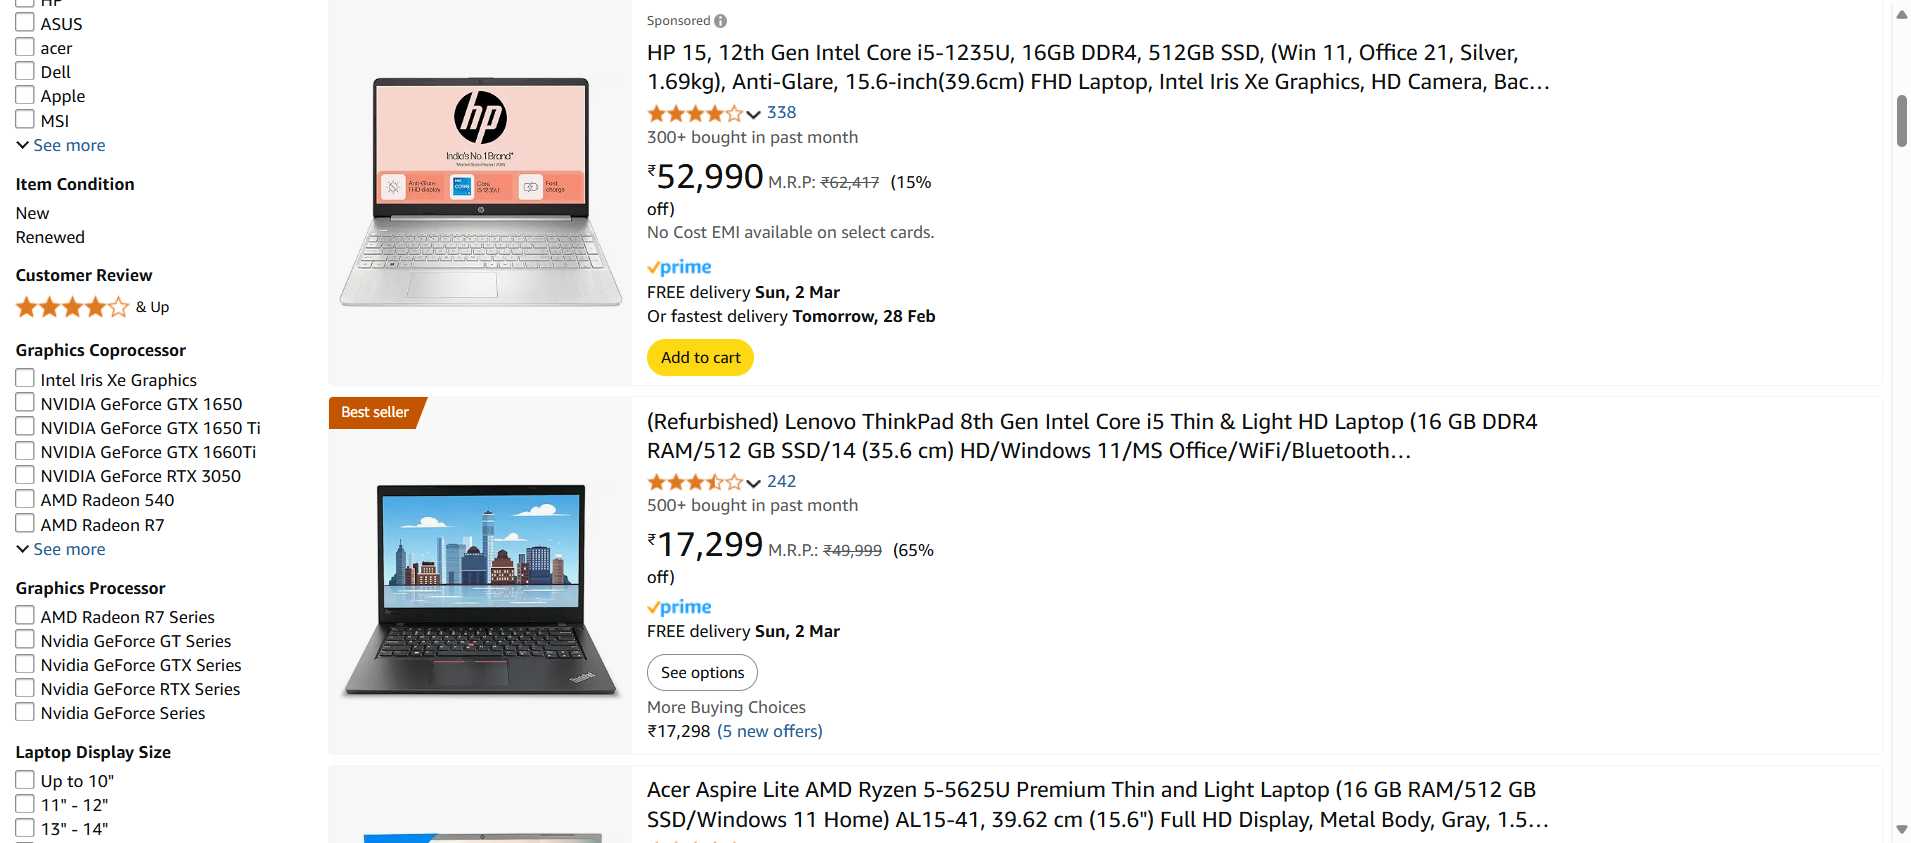 HP
ASUS
acer
Dell
Apple
MSI
See more
Item Condition
New
Renewed
Customer Review
& Up
Graphics Coprocessor
Intel Iris Xe Graphics
NVIDIA GeForce GTX 1650
NVIDIA GeForce GTX 1650 Ti
NVIDIA GeForce GTX 1660Ti
NVIDIA GeForce RTX 3050
AMD Radeon 540
AMD Radeon R7
See more
Graphics Processor
AMD Radeon R7 Series
Nvidia GeForce GT Series
Nvidia GeForce GTX Series
Nvidia GeForce RTX Series
Nvidia GeForce Series
Laptop Display Size
Up to 10"
11" - 12"
13" - 14"
hp
India's No.1 Brand*
Anti-Glare
FHD display
Core
Fast
charge
Sponsored
HP 15, 12th Gen Intel Core i5-1235U, 16GB DDR4, 512GB SSD, (Win 11, Office 21, Silver,
1.69kg), Anti-Glare, 15.6-inch(39.6cm) FHD Laptop, Intel Iris Xe Graphics, HD Camera, Bac...
338
300+ bought in past month
₹52,990 M.R.P: ₹62,417 (15%
off)
No Cost EMI available on select cards.
prime
FREE delivery Sun, 2 Mar
Or fastest delivery Tomorrow, 28 Feb
Add to cart
Best seller
ThinkPad
(Refurbished) Lenovo ThinkPad 8th Gen Intel Core i5 Thin & Light HD Laptop (16 GB DDR4
RAM/512 GB SSD/14 (35.6 cm) HD/Windows 11/MS Office/WiFi/Bluetooth...
242
500+ bought in past month
₹17,299 M.R.P.: ₹49,999 (65%
off)
prime
FREE delivery Sun, 2 Mar
See options
More Buying Choices
₹17,298 (5 new offers)
Acer Aspire Lite AMD Ryzen 5-5625U Premium Thin and Light Laptop (16 GB RAM/512 GB
SSD/Windows 11 Home) AL15-41, 39.62 cm (15.6") Full HD Display, Metal Body, Gray, 1.5...